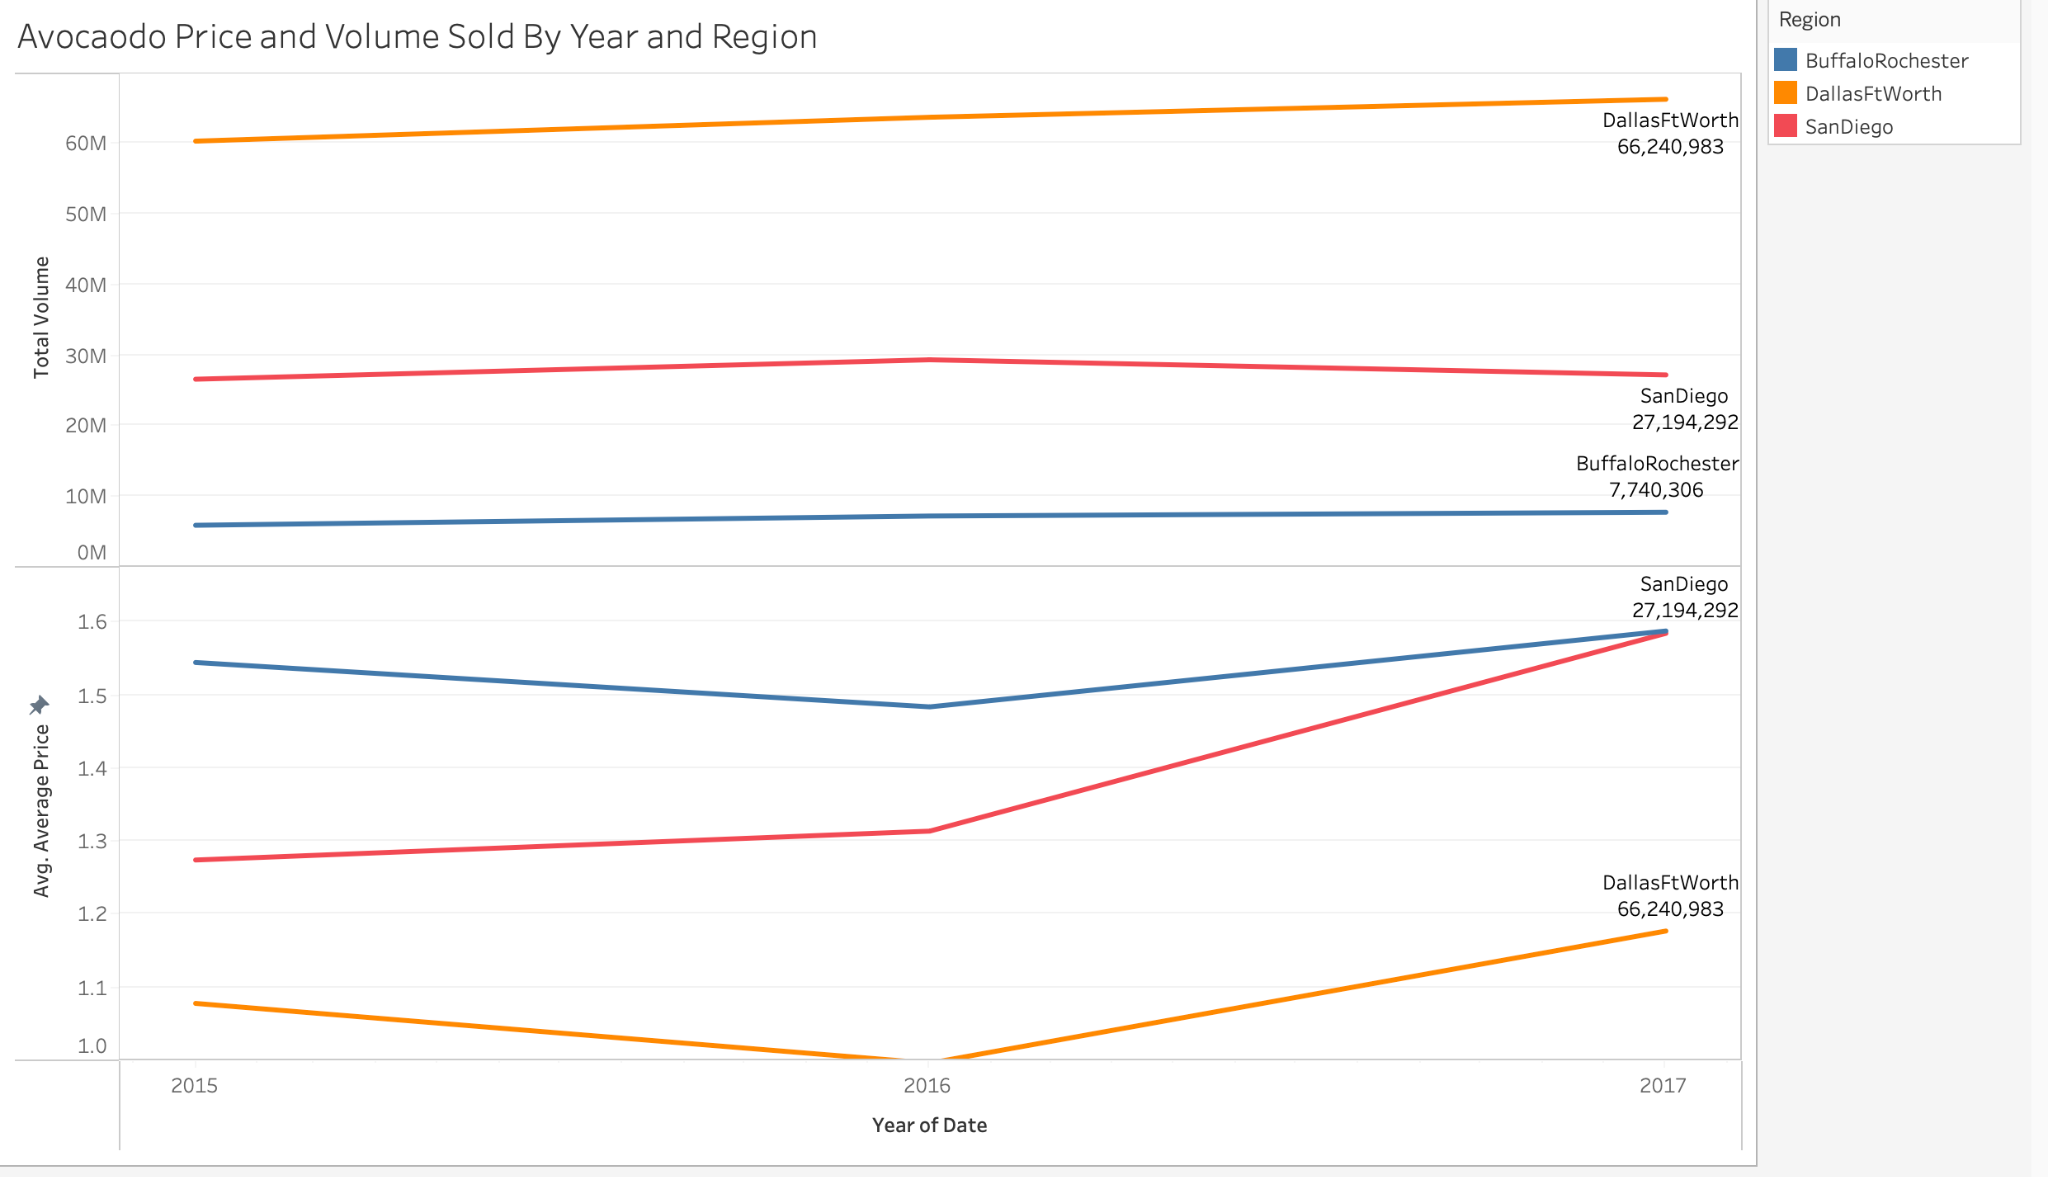 Avocaodo Price and Volume Sold By Year and Region
Region
BuffaloRochester
DallasFtWorth
SanDiego
Total Volume
60M
50M
40M
30M
20M
10M
0M
DallasFtWorth
66,240,983
SanDiego
27,194,292
BuffaloRochester
7,740,306
Avg. Average Price
1.6
1.5
1.4
1.3
1.2
1.1
1.0
SanDiego
27,194,292
DallasFtWorth
66,240,983
2015
2016
2017
Year of Date